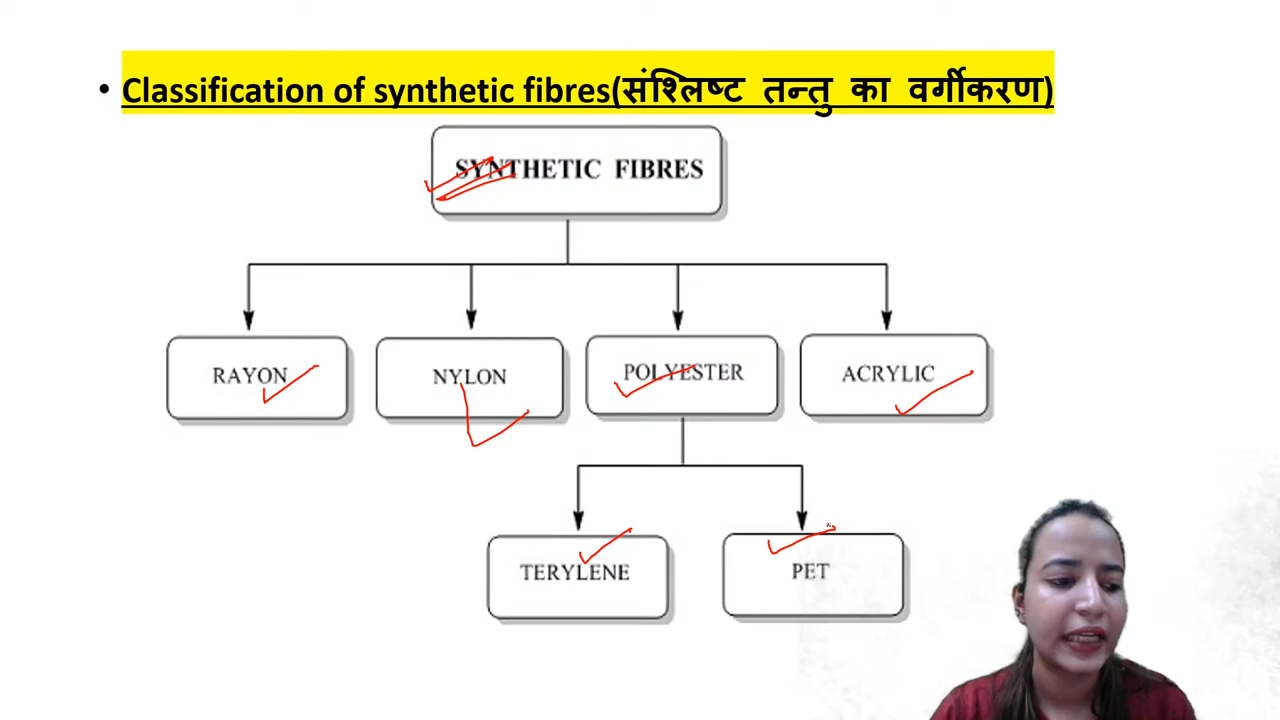 • Classification of synthetic fibres(संश्लिष्ट तन्तु का वर्गीकरण)
SYNTHETIC FIBRES
RAYON
NYLON
POLYESTER
ACRYLIC
TERYLENE
PET